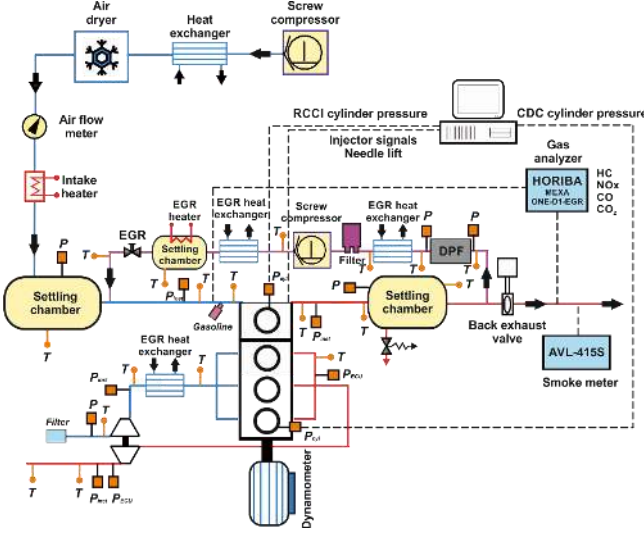 Air
dryer
Heat
exchanger
Screw
compressor
RCCI cylinder pressure
CDC cylinder pressure
Injector signals
Needle lift
Air flow
meter
Gas
analyzer
HORIBA
MEXA
ONE-D1-EGR
HC
NOx
CO
CO2
Intake
heater
EGR
EGR
heater
EGR heat
exchanger
Screw
compressor
EGR heat
exchanger
P
P
P
T
T
Settling
chamber
Filter
DPF
T
T
T
Settling
chamber
T
T
T
P
T
Settling
chamber
T
Gasoline
T
P
Back exhaust
valve
AVL-415S
Smoke meter
T
EGR heat
exchanger
T
T
T
P ECU
P
Filter
T
P cyl
T
T
P
P ECU
Dynamometer